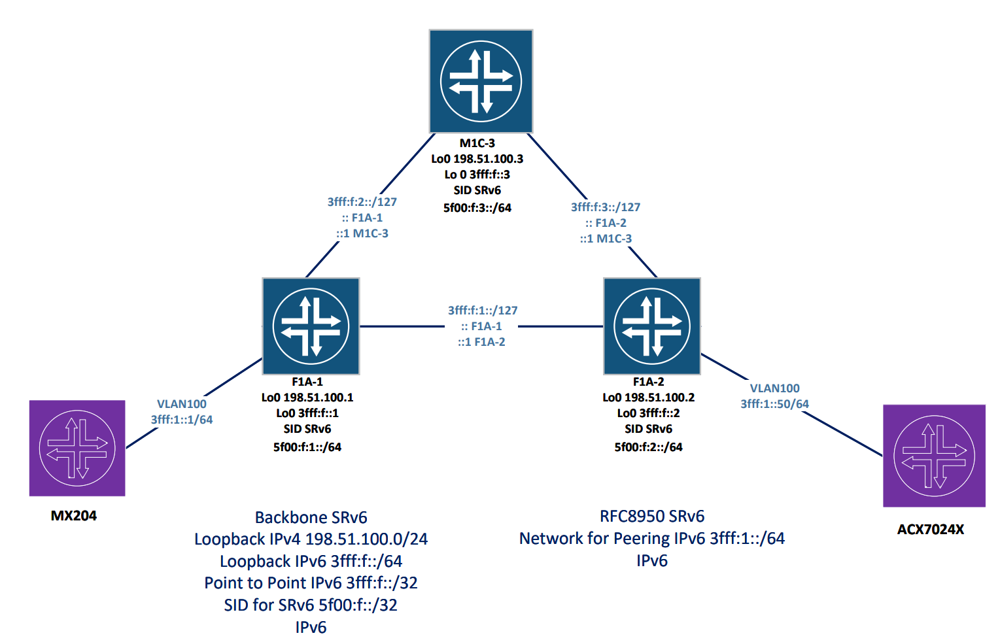 M1C-3
Lo0 198.51.100.3
Lo 0 3fff:f::3
SID SRv6
5f00:f:3::/64
3fff:f:2::/127
:: F1A-1
::1 M1C-3
3fff:f:3::/127
:: F1A-2
::1 M1C-3
3fff:f:1::/127
:: F1A-1
::1 F1A-2
F1A-1
Lo0 198.51.100.1
Lo0 3fff:f::1
SID SRv6
5f00:f:1::/64
F1A-2
Lo0 198.51.100.2
Lo0 3fff:f::2
SID SRv6
5f00:f:2::/64
VLAN100
3fff:1::1/64
VLAN100
3fff:1::50/64
MX204
ACX7024X
Backbone SRv6
Loopback IPv4 198.51.100.0/24
Loopback IPv6 3fff:f::/64
Point to Point IPv6 3fff:f::/32
SID for SRv6 5f00:f::/32
IPv6
RFC8950 SRv6
Network for Peering IPv6 3fff:1::/64
IPv6